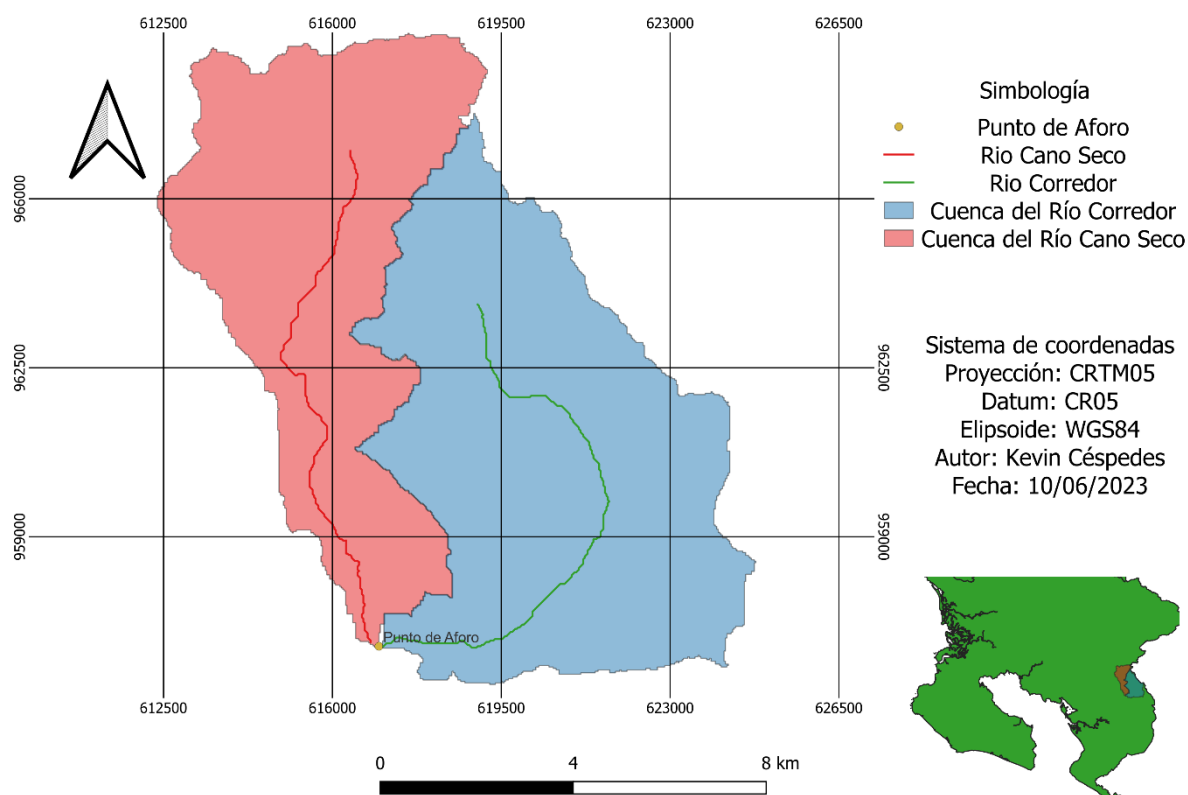 612500 616000 619500 623000 626500
Simbología
Punto de Aforo
Rio Cano Seco
Rio Corredor
Cuenca del Río Corredor
Cuenca del Río Cano Seco
966000 966000
962500 962500
Sistema de coordenadas
Proyección: CRTM05
Datum: CR05
Elipsoide: WGS84
Autor: Kevin Céspedes
Fecha: 10/06/2023
959000 959000
Punto de Aforo
612500 616000 619500 623000 626500
0 4 8 km